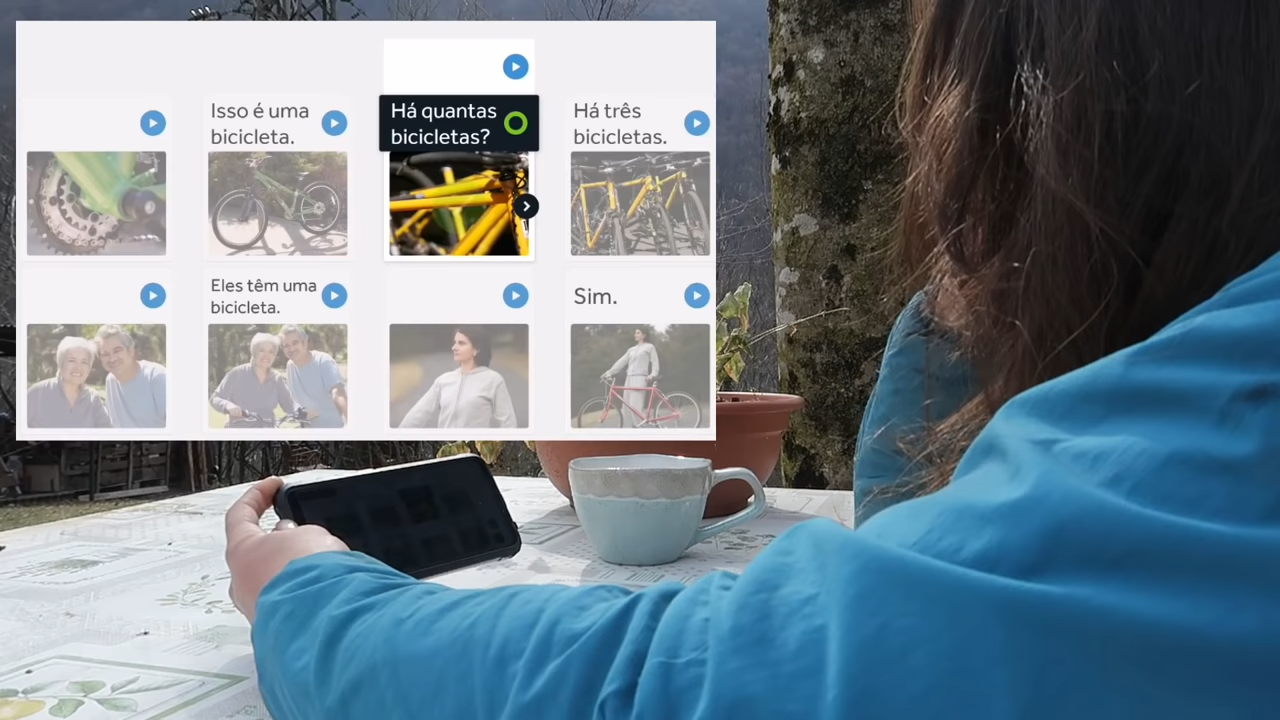 Isso é uma
bicicleta.
Há quantas
bicicletas?
Há três
bicicletas.
Eles têm uma
bicicleta.
Sim.